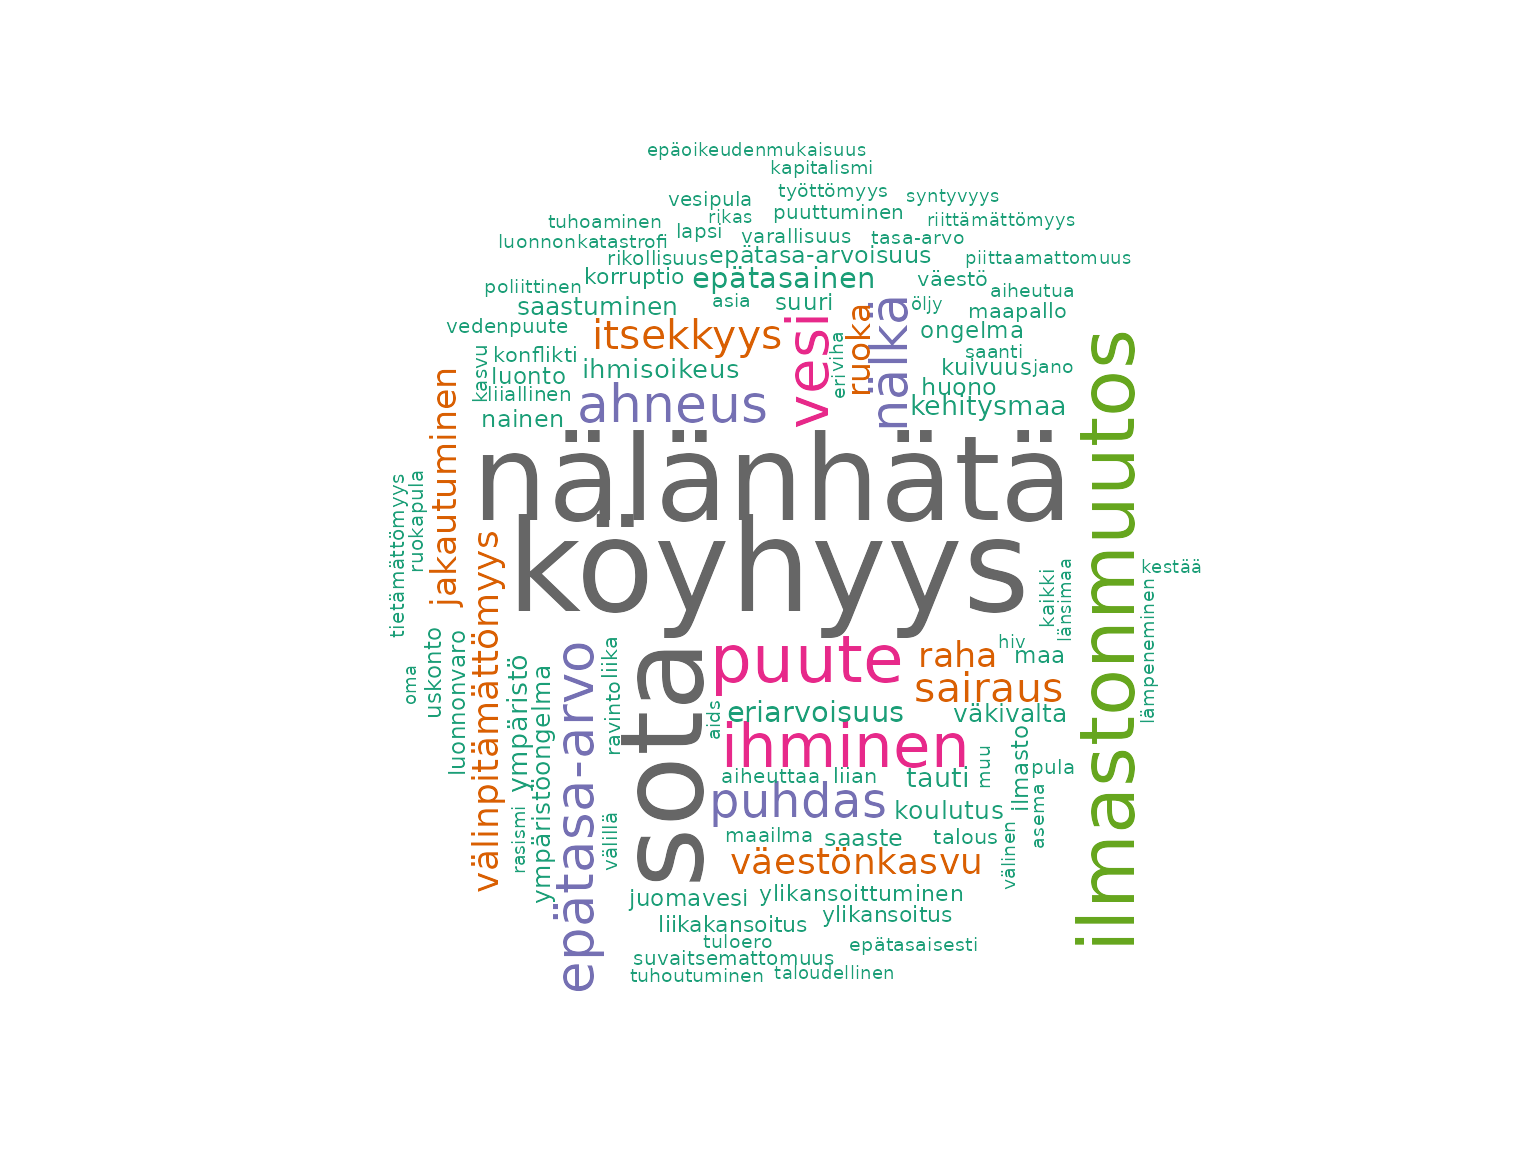 epäoikeudenmukaisuus
kapitalismi
työttömyys
syntyvyys
vesipula
rikas
puuttuminen
riittämättömyys
tuhoaminen
lapsi
varallisuus
tasa-arvo
luonnonkatastrofi
rikollisuus
epätasa-arvoisuus
piittaamattomuus
poliittinen
korruptio
epätasainen
väestö
aiheutua
saastuminen
asia
suuri
öljy
maapallo
vedenpuute
itsekkyys
vesi
ruoka
nälkä
ongelma
konflikti
viha
saanti
kasvu
luonto
ihmisoikeus
eri
kuivuus
jano
liiallinen
huono
nainen
ahneus
kehitysmaa
jakautuminen
nälänhätä
ilmastonmuutos
tietämättömyys
ruokapula
köyhyys
välinpitämättömyys
kaikki
länsimaa
kestää
lämpeneminen
uskonto
luonnonvaro
oma
ympäristö
ympäristöongelma
epätasa-arvo
liika
ravinto
sota
puute
raha
hiv
maa
sairaus
aids
eriarvoisuus
väkivalta
ihminen
aiheuttaa
liian
tauti
muu
ilmasto
pula
puhdas
koulutus
asema
rasismi
välillä
maailma
saaste
talous
välinen
väestönkasvu
juomavesi
ylikansoittuminen
liikakansoitus
ylikansoitus
tuloero
epätasaisesti
suvaitsemattomuus
tuhoutuminen
taloudellinen